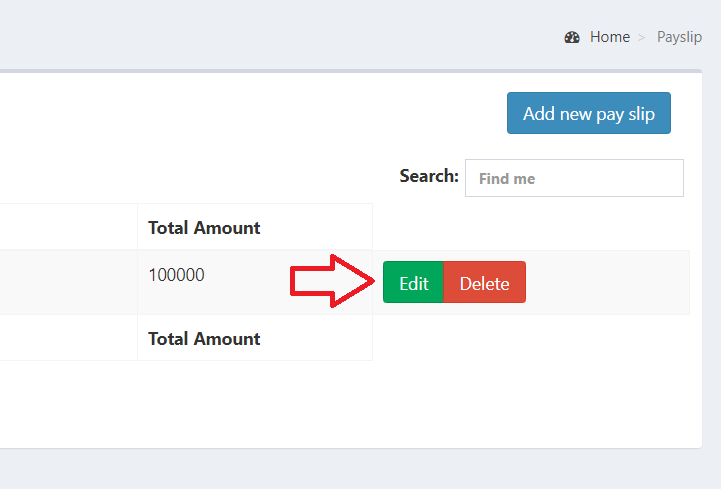 Home > Payslip
Add new pay slip
Search: Find me
Total Amount
100000 Edit Delete
Total Amount